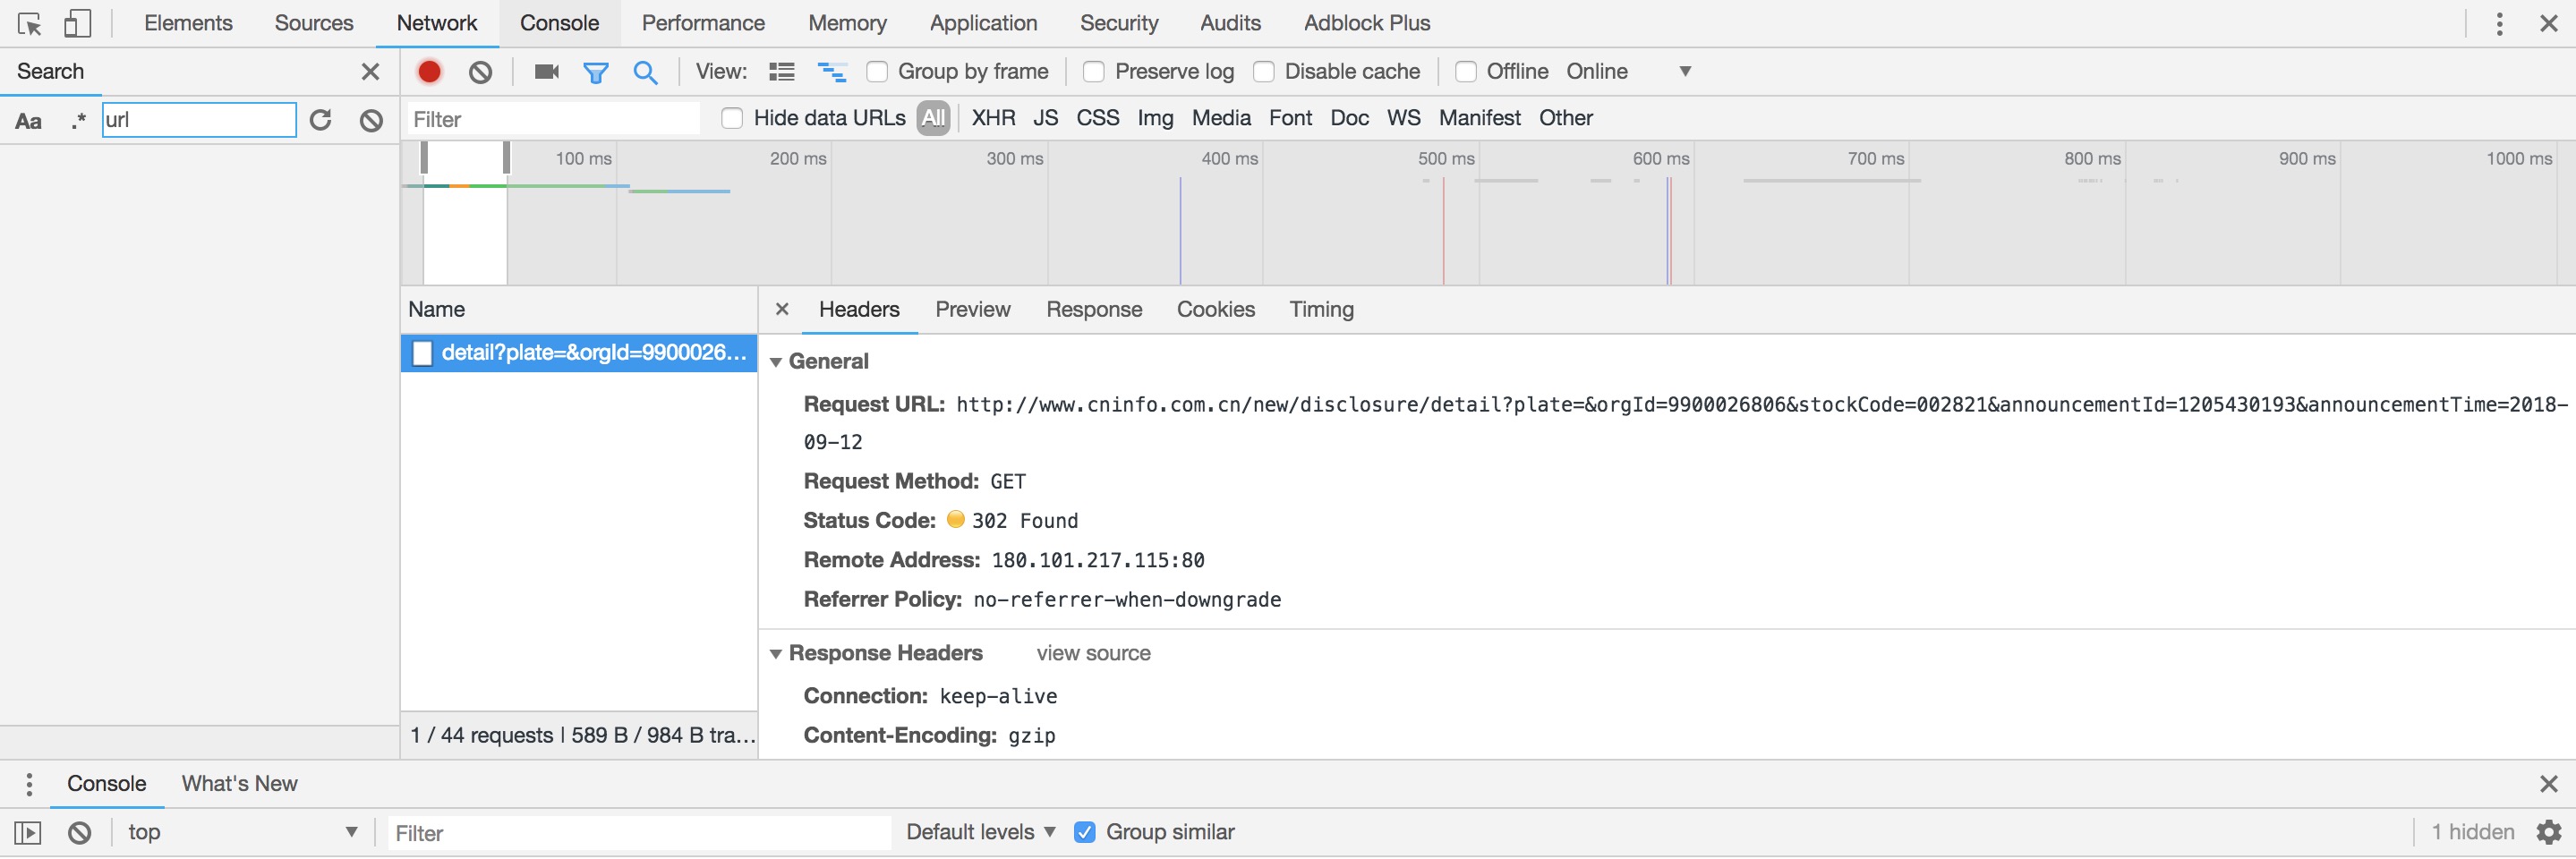 Elements Sources Network Console Performance Memory Application Security Audits Adblock Plus
Search
View: Group by frame Preserve log Disable cache Offline Online
Aa .* url
Filter Hide data URLs All XHR JS CSS Img Media Font Doc WS Manifest Other
100 ms 200 ms 300 ms 400 ms 500 ms 600 ms 700 ms 800 ms 900 ms 1000 ms
Name
Headers Preview Response Cookies Timing
detail?plate=&orgId=9900026...
General
Request URL: http://www.cninfo.com.cn/new/disclosure/detail?plate=&orgId=9900026806&stockCode=002821&announcementId=1205430193&announcementTime=2018-
09-12
Request Method: GET
Status Code: 302 Found
Remote Address: 180.101.217.115:80
Referrer Policy: no-referrer-when-downgrade
Response Headers view source
Connection: keep-alive
Content-Encoding: gzip
1 / 44 requests | 589 B / 984 B tra...
Console What's New
top Filter Default levels Group similar 1 hidden